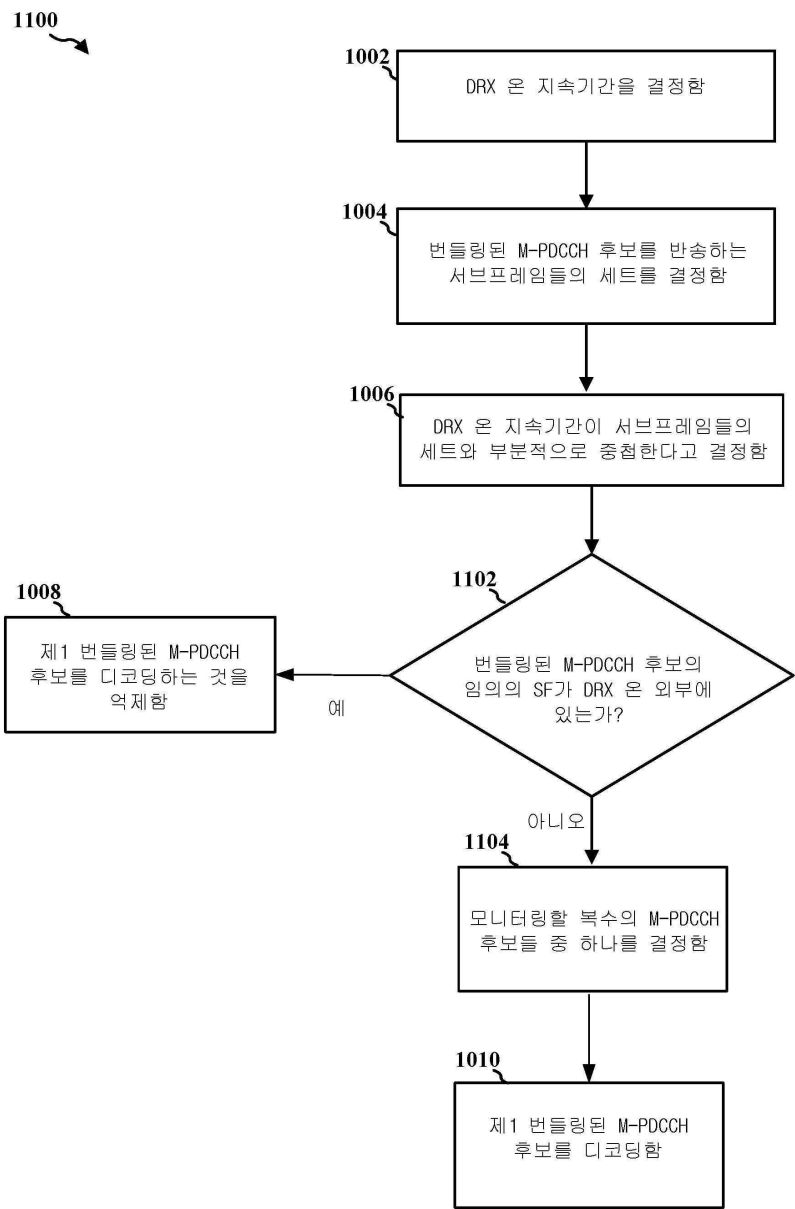 1100
1002
DRX 온 지속기간을 결정함
1004
번들링된 M-PDCCH 후보를 반송하는
서브프레임들의 세트를 결정함
1006
DRX 온 지속기간이 서브프레임들의
세트와 부분적으로 중첩한다고 결정함
1102
번들링된 M-PDCCH 후보의
임의의 SF가 DRX 온 외부에
있는가?
예
1008
제1 번들링된 M-PDCCH
후보를 디코딩하는 것을
억제함
아니오
1104
모니터링할 복수의 M-PDCCH
후보들 중 하나를 결정함
1010
제1 번들링된 M-PDCCH
후보를 디코딩함